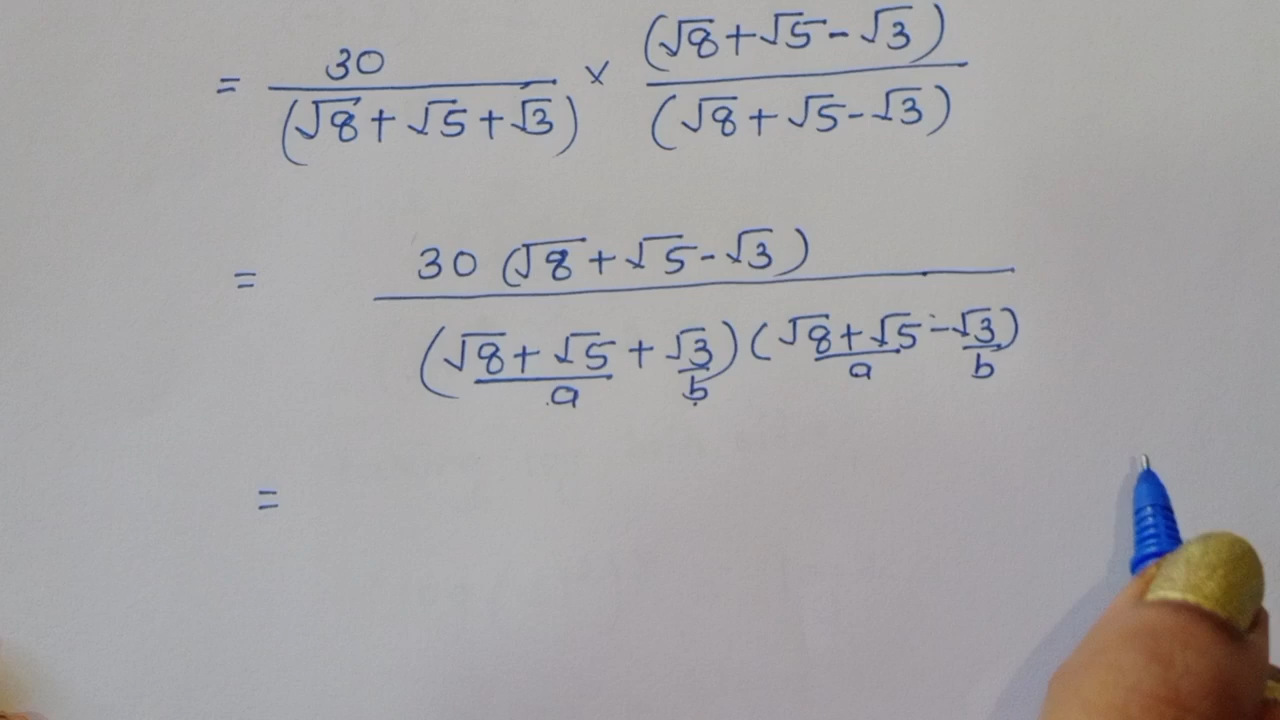 = 30 / (√8 + √5 + √3) × (√8 + √5 - √3) / (√8 + √5 - √3)
= 30 (√8 + √5 - √3) / (√8 + √5 + √3) (√8 + √5 - √3)
a b a b
=